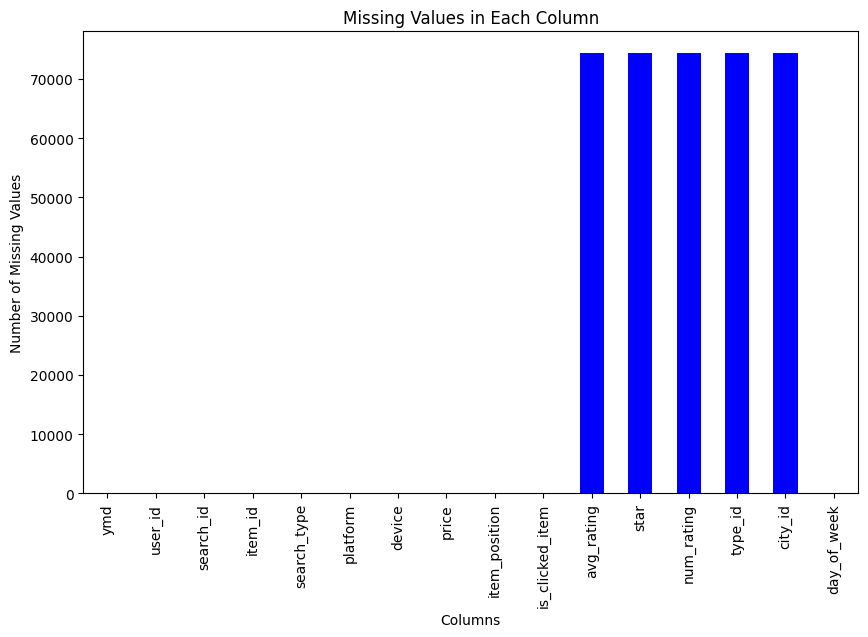 Missing Values in Each Column
Number of Missing Values
70000
60000
50000
40000
30000
20000
10000
0
ymd
user_id
search_id
item_id
search_type
platform
device
price
item_position
is_clicked_item
avg_rating
star
num_rating
type_id
city_id
day_of_week
Columns